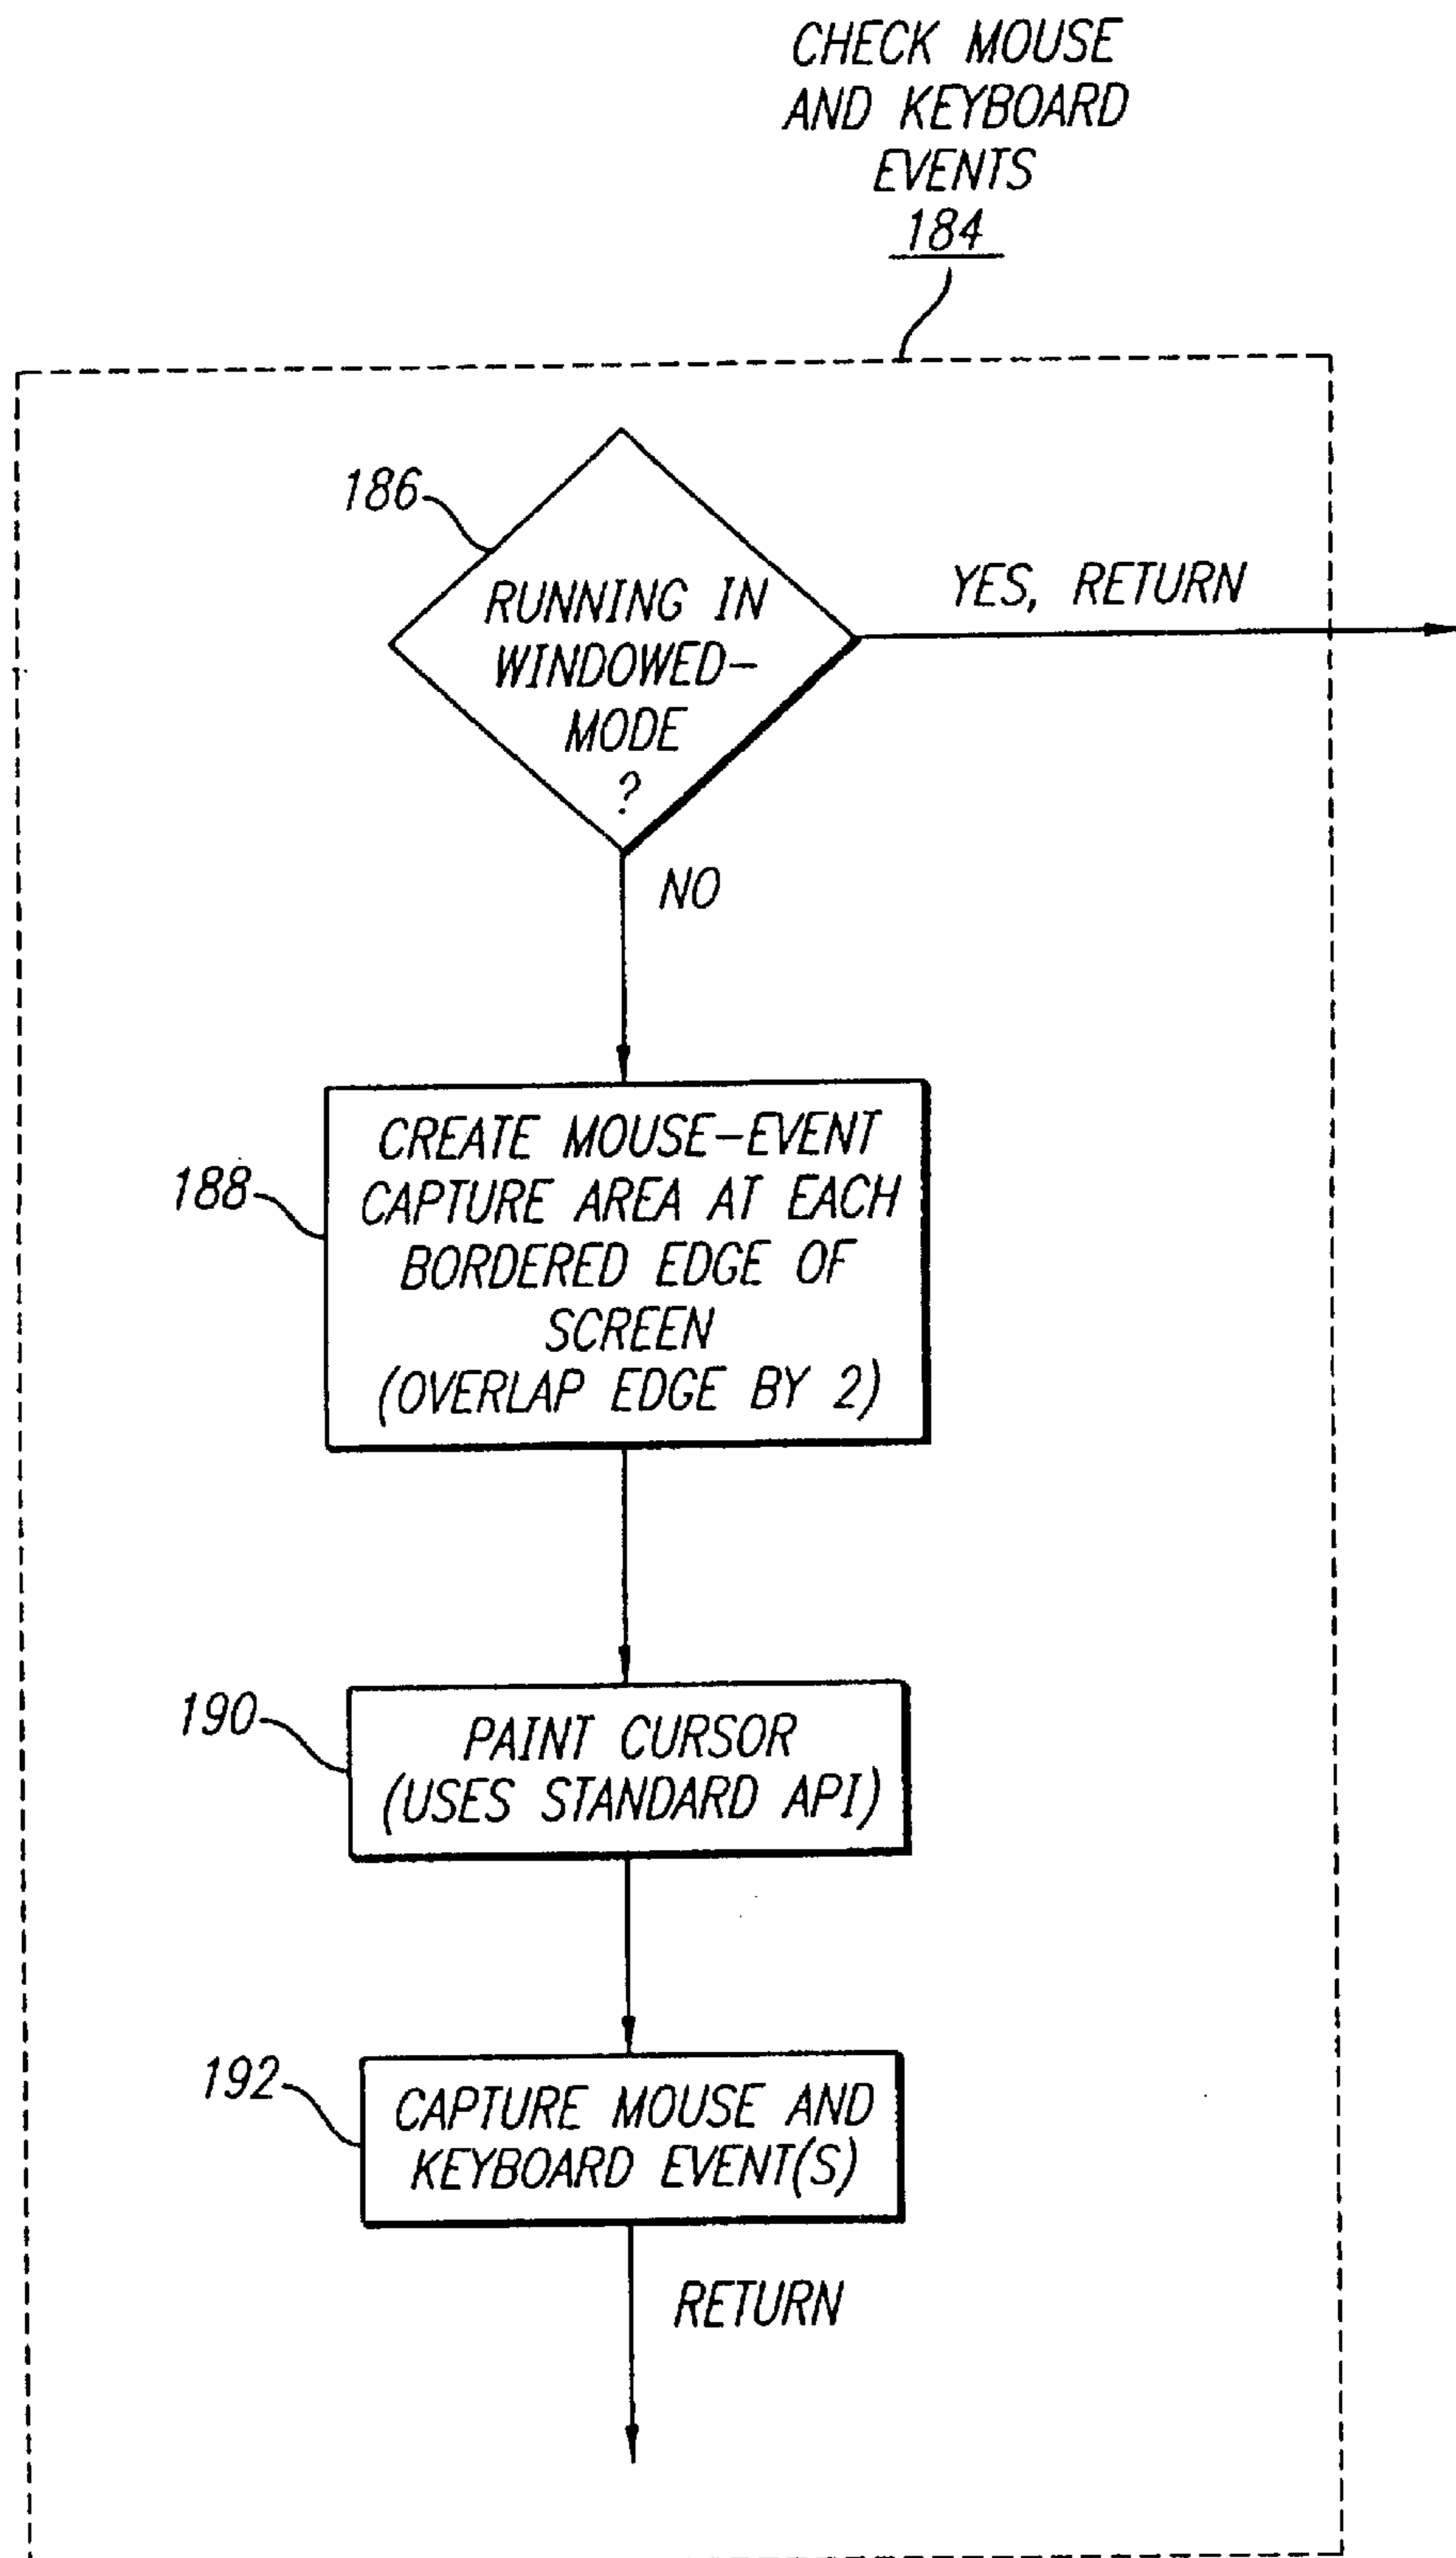 CHECK MOUSE
AND KEYBOARD
EVENTS
184
186
RUNNING IN
WINDOWED-
MODE
?
YES, RETURN
NO
188
CREATE MOUSE-EVENT
CAPTURE AREA AT EACH
BORDERED EDGE OF
SCREEN
(OVERLAP EDGE BY 2)
190
PAINT CURSOR
(USES STANDARD API)
192
CAPTURE MOUSE AND
KEYBOARD EVENT(S)
RETURN